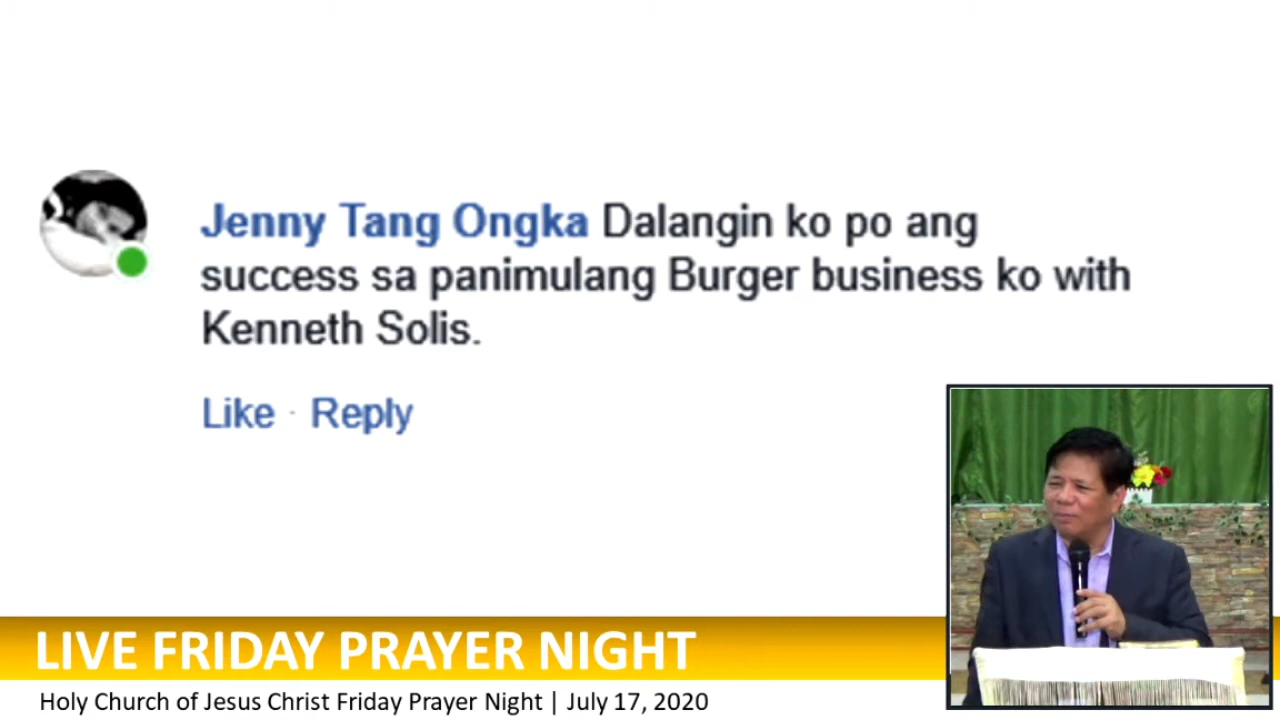 Jenny Tang Ongka Dalangin ko po ang
success sa panimulang Burger business ko with
Kenneth Solis.
Like · Reply
LIVE FRIDAY PRAYER NIGHT
Holy Church of Jesus Christ Friday Prayer Night | July 17, 2020